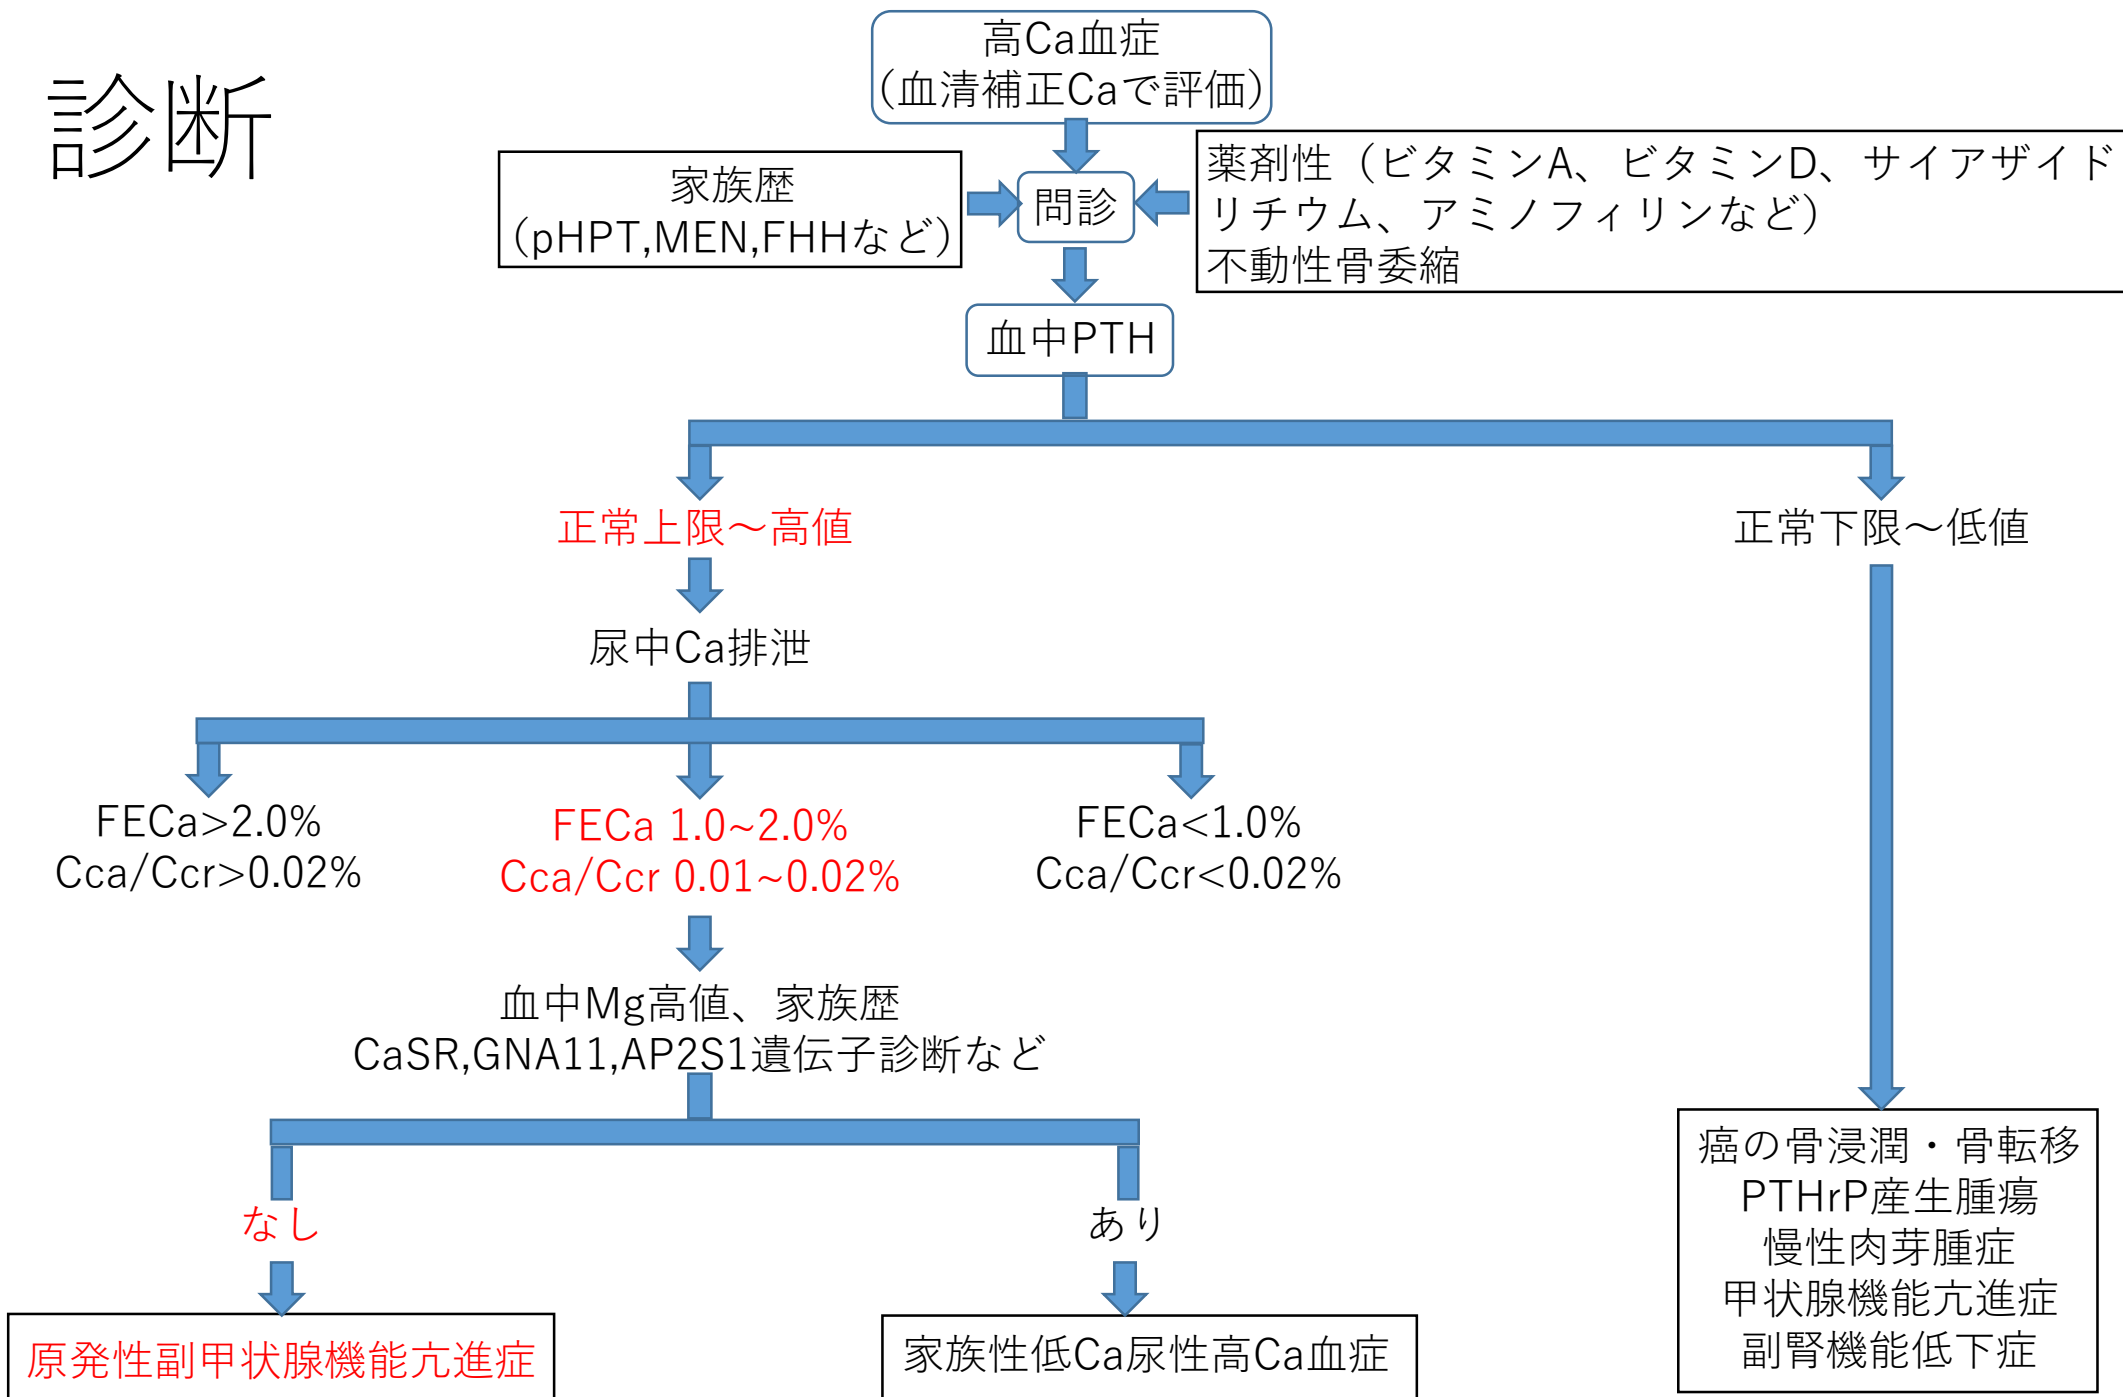 診断
高Ca血症
(血清補正Caで評価)
家族歴
(pHPT,MEN,FHHなど)
問診
薬剤性（ビタミンA、ビタミンD、サイアザイド
リチウム、アミノフィリンなど）
不動性骨委縮
血中PTH
正常上限～高値
正常下限～低値
尿中Ca排泄
FECa>2.0%
Cca/Ccr>0.02%
FECa 1.0~2.0%
Cca/Ccr 0.01~0.02%
FECa<1.0%
Cca/Ccr<0.02%
血中Mg高値、家族歴
CaSR,GNA11,AP2S1遺伝子診断など
なし
あり
原発性副甲状腺機能亢進症
家族性低Ca尿性高Ca血症
癌の骨浸潤・骨転移
PTHrP産生腫瘍
慢性肉芽腫症
甲状腺機能亢進症
副腎機能低下症